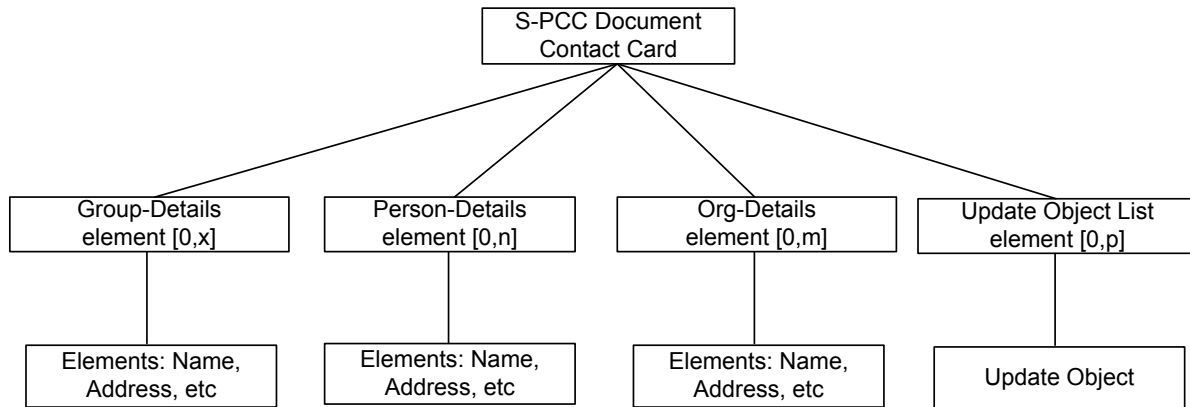 S-PCC Document
Contact Card
Group-Details
element [0,x]
Person-Details
element [0,n]
Org-Details
element [0,m]
Update Object List
element [0,p]
Elements: Name,
Address, etc
Elements: Name,
Address, etc
Elements: Name,
Address, etc
Update Object